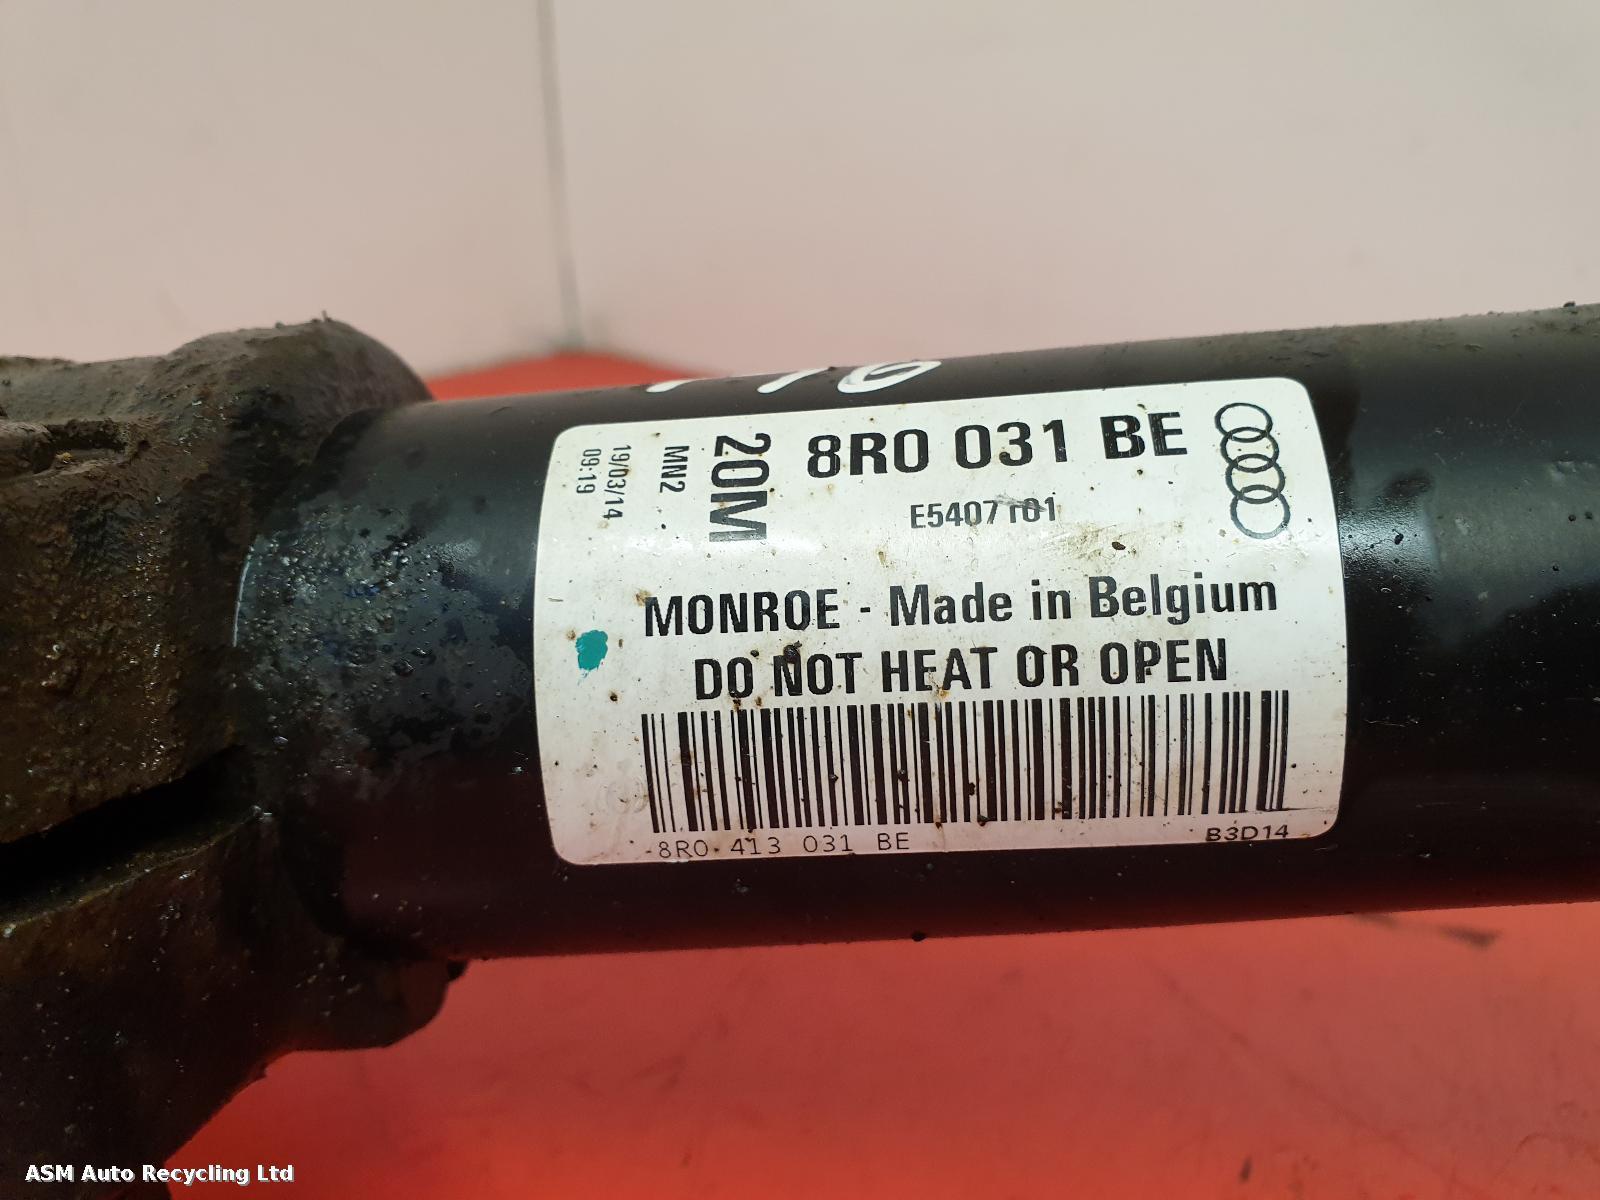 8R0 031 BE
E5407r01
20M
MN2
19/03/14
09:19
MONROE - Made in Belgium
DO NOT HEAT OR OPEN
8R0 413 031 BE
B3D14
ASM Auto Recycling Ltd